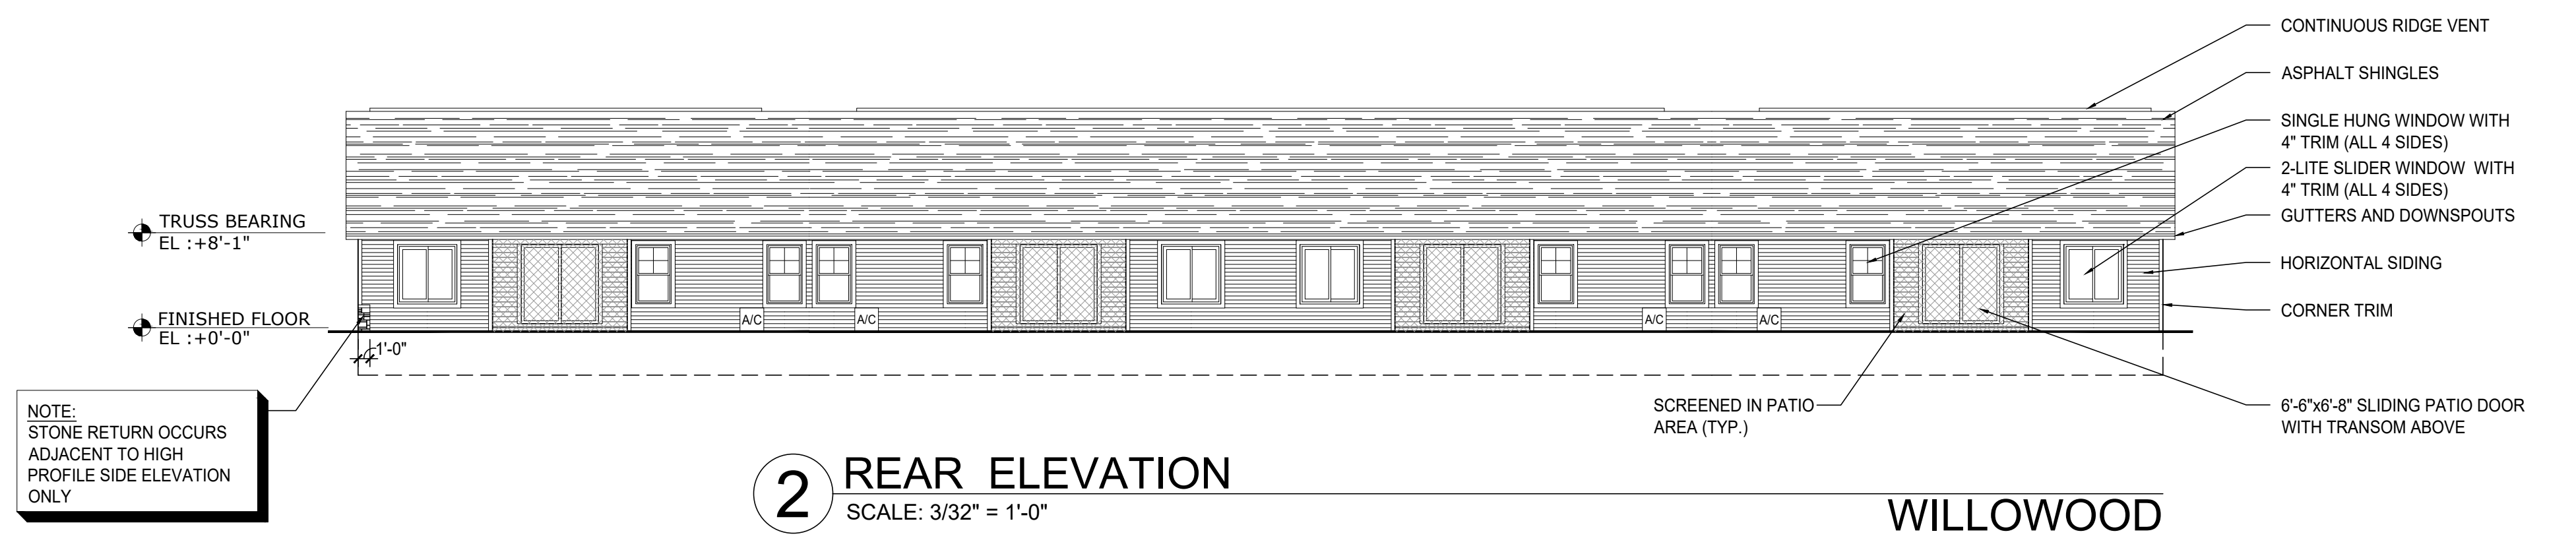 CONTINUOUS RIDGE VENT
ASPHALT SHINGLES
SINGLE HUNG WINDOW WITH
4" TRIM (ALL 4 SIDES)
2-LITE SLIDER WINDOW WITH
4" TRIM (ALL 4 SIDES)
GUTTERS AND DOWNSPOUTS
HORIZONTAL SIDING
CORNER TRIM
6'-6"x6'-8" SLIDING PATIO DOOR
WITH TRANSOM ABOVE
TRUSS BEARING
EL :+8'-1"
FINISHED FLOOR
EL :+0'-0"
A/C
A/C
A/C
A/C
1'-0"
NOTE:
STONE RETURN OCCURS
ADJACENT TO HIGH
PROFILE SIDE ELEVATION
ONLY
SCREENED IN PATIO
AREA (TYP.)
2
REAR ELEVATION
SCALE: 3/32" = 1'-0"
WILLOWOOD